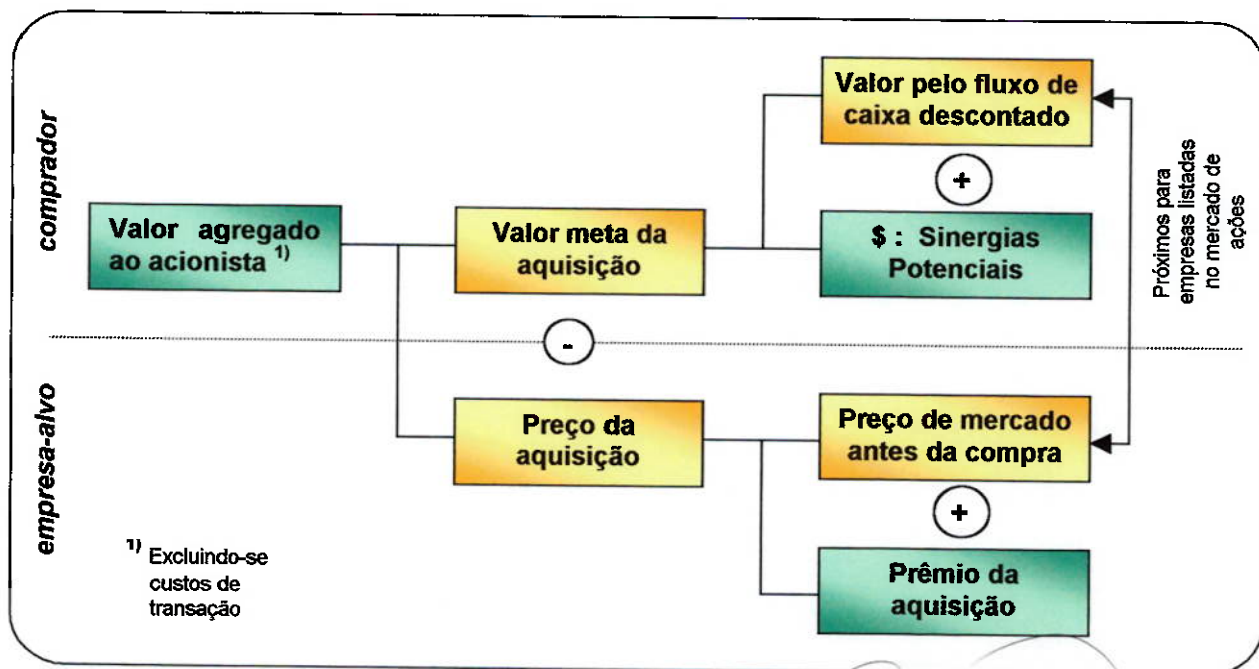 comprador
Valor agregado
ao acionista 1)
Valor meta da
aquisição
Valor pelo fluxo de
caixa descontado
+
$ : Sinergias
Potenciais
Próximos para
empresas listadas
no mercado de
ações
-
empresa-alvo
Preço da
aquisição
Preço de mercado
antes da compra
+
Prêmio da
aquisição
1) Excluindo-se
custos de
transação